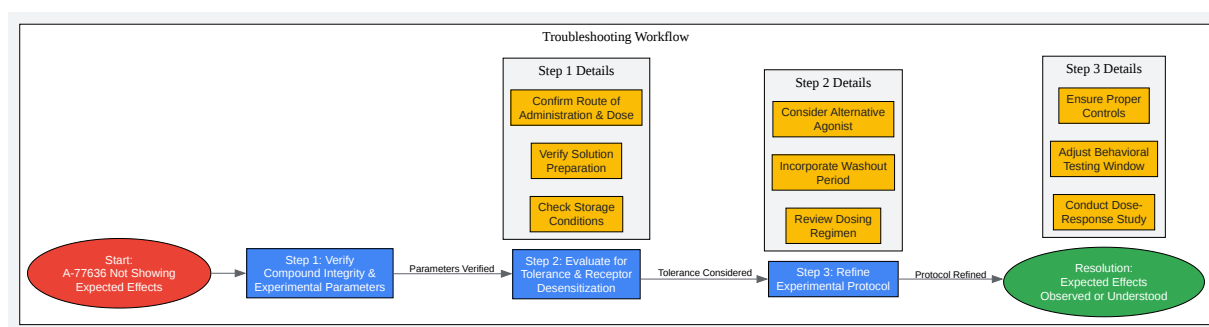 Troubleshooting Workflow
Step 1 Details
Confirm Route of
Administration & Dose
Verify Solution
Preparation
Check Storage
Conditions
Step 2 Details
Consider Alternative
Agonist
Incorporate Washout
Period
Review Dosing
Regimen
Step 3 Details
Ensure Proper
Controls
Adjust Behavioral
Testing Window
Conduct Dose-
Response Study
Start:
A-77636 Not Showing
Expected Effects
Step 1: Verify
Compound Integrity &
Experimental Parameters
Parameters Verified
Step 2: Evaluate for
Tolerance & Receptor
Desensitization
Tolerance Considered
Step 3: Refine
Experimental Protocol
Protocol Refined
Resolution:
Expected Effects
Observed or Understood